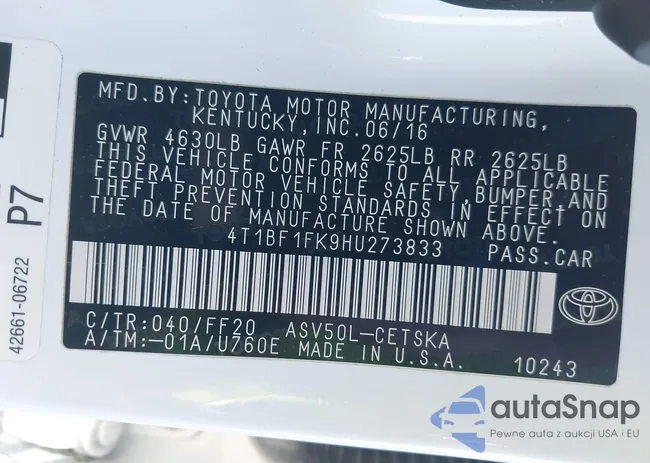 MFD.BY:TOYOTA MOTOR MANUFACTURING,
KENTUCKY,INC.06/16
GVWR 4630LB GAWR FR 2625LB RR 2625LB
THIS VEHICLE CONFORMS TO ALL APPLICABLE
FEDERAL MOTOR VEHICLE SAFETY,BUMPER,AND
THEFT PREVENTION STANDARDS IN EFFECT ON
THE DATE OF MANUFACTURE SHOWN ABOVE.
4T1BF1FK9HU273833 PASS.CAR
C/TR:040/FF20 ASV50L-CETSKA
A/TM:-01A/U760E MADE IN U.S.A. 10243
42661-06722
P7
autaSnap
Pewne auta z aukcji USA i EU